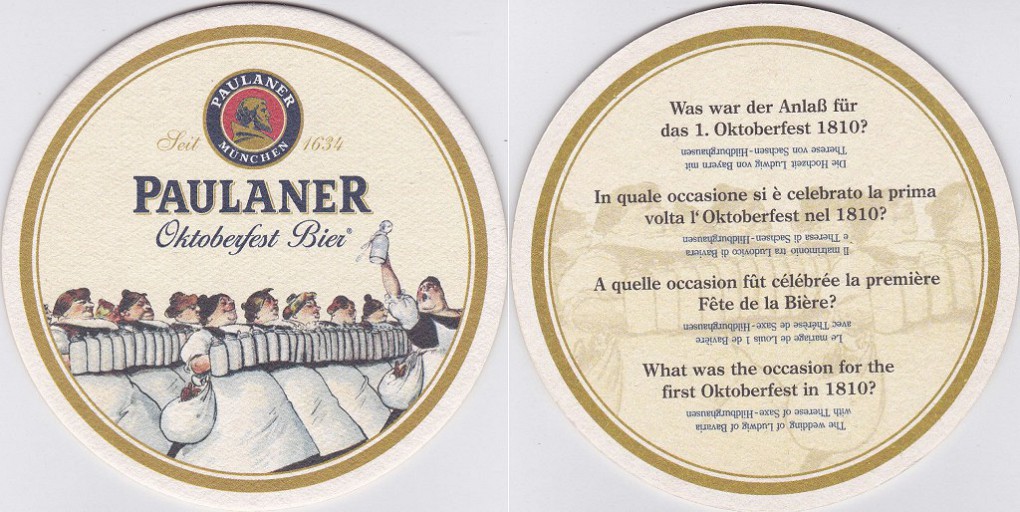 PAULANER
MÜNCHEN
Seit 1634
PAULANER
Oktoberfest Bier®
Was war der Anlaß für
das 1. Oktoberfest 1810?
Die Hochzeit Ludwig von Bayern mit
Therese von Sachsen-Hildburghausen
In quale occasione si è celebrato la prima
volta l‘Oktoberfest nel 1810?
Il matrimonio tra Ludovico di Baviera
e Theresa di Sachsen-Hildburghausen
A quelle occasion fût célébrée la première
Fête de la Bière?
Le mariage de Louis 1 de Bavière
avec Thérèse-Saxe de Hildburghausen
What was the occasion for the
first Oktoberfest in 1810?
The wedding of Ludwig of Bavaria
with Therese of Saxe-Hildburghausen